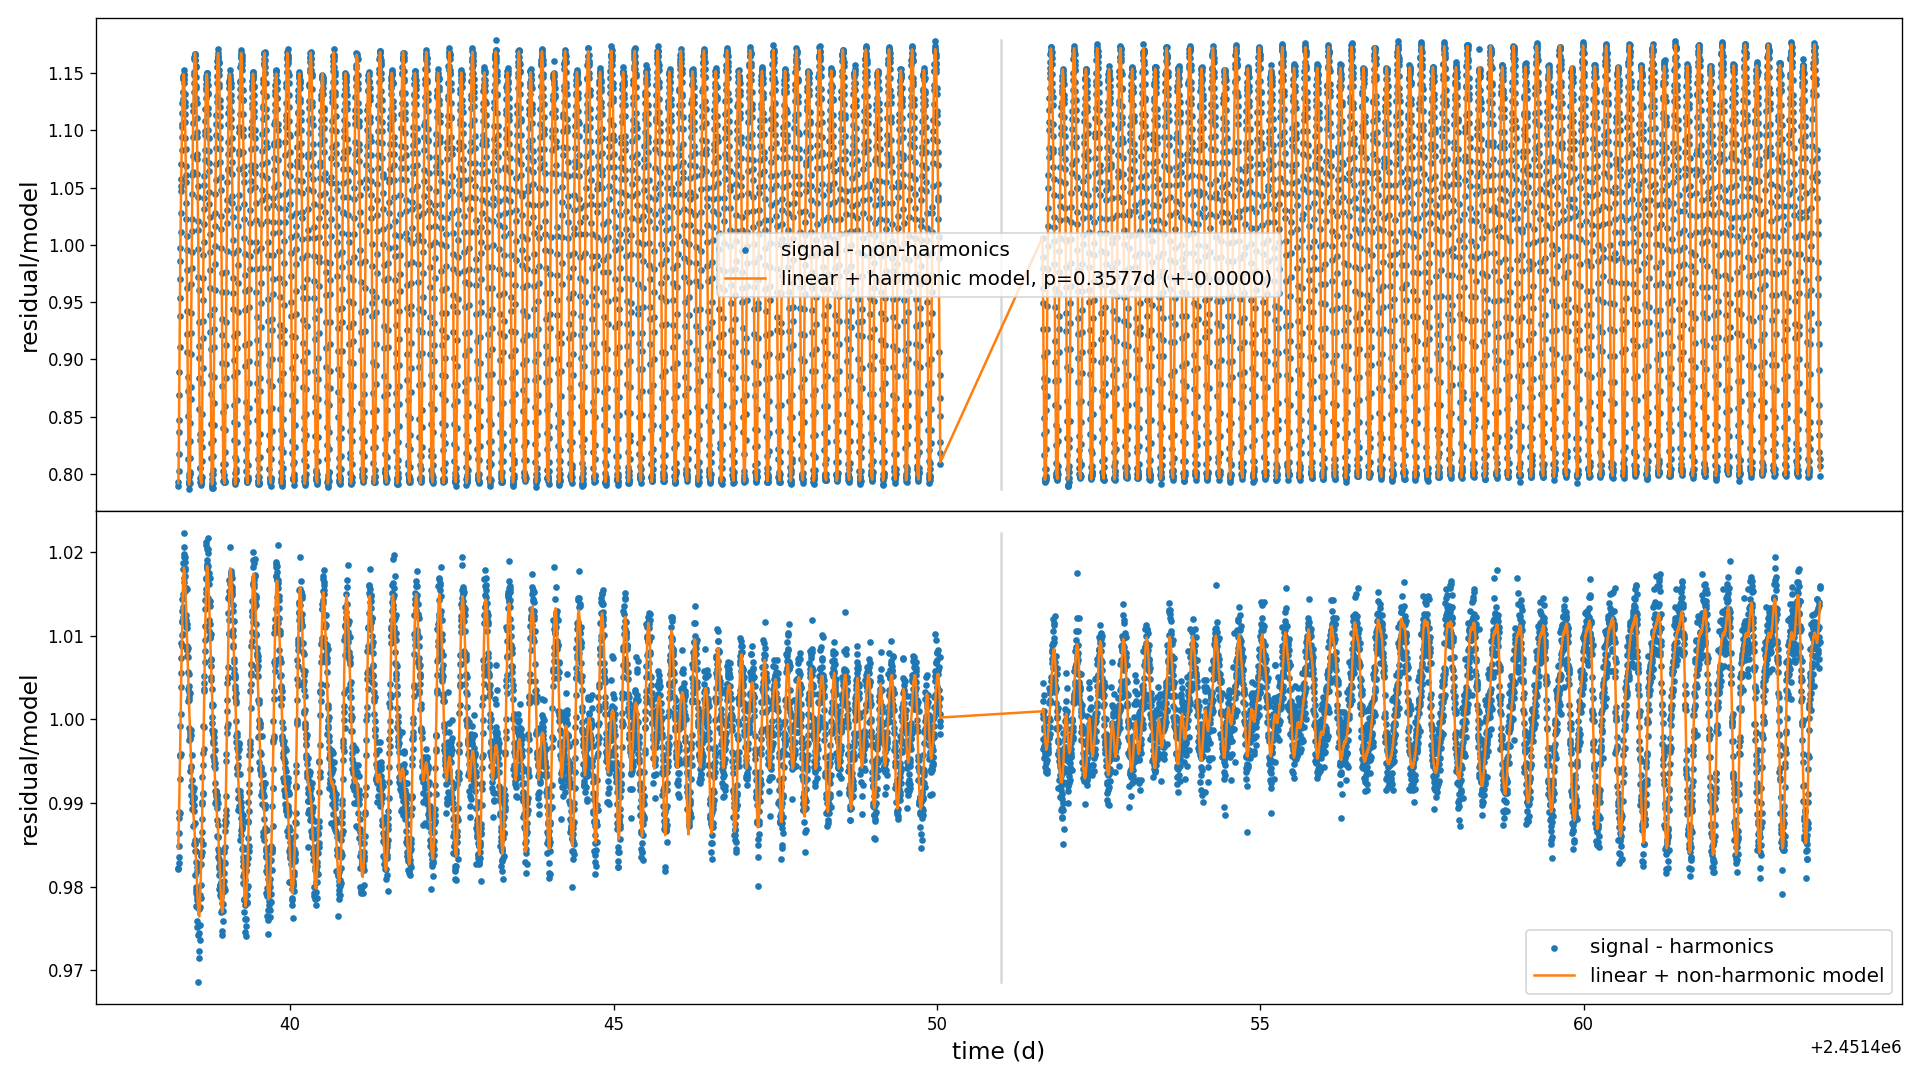 residual/model
1.15
1.10
1.05
1.00
0.95
0.90
0.85
0.80
signal - non-harmonics
linear + harmonic model, p=0.3577d (+-0.0000)
residual/model
1.02
1.01
1.00
0.99
0.98
0.97
signal - harmonics
linear + non-harmonic model
40
45
50
55
60
time (d)
+2.4514e6